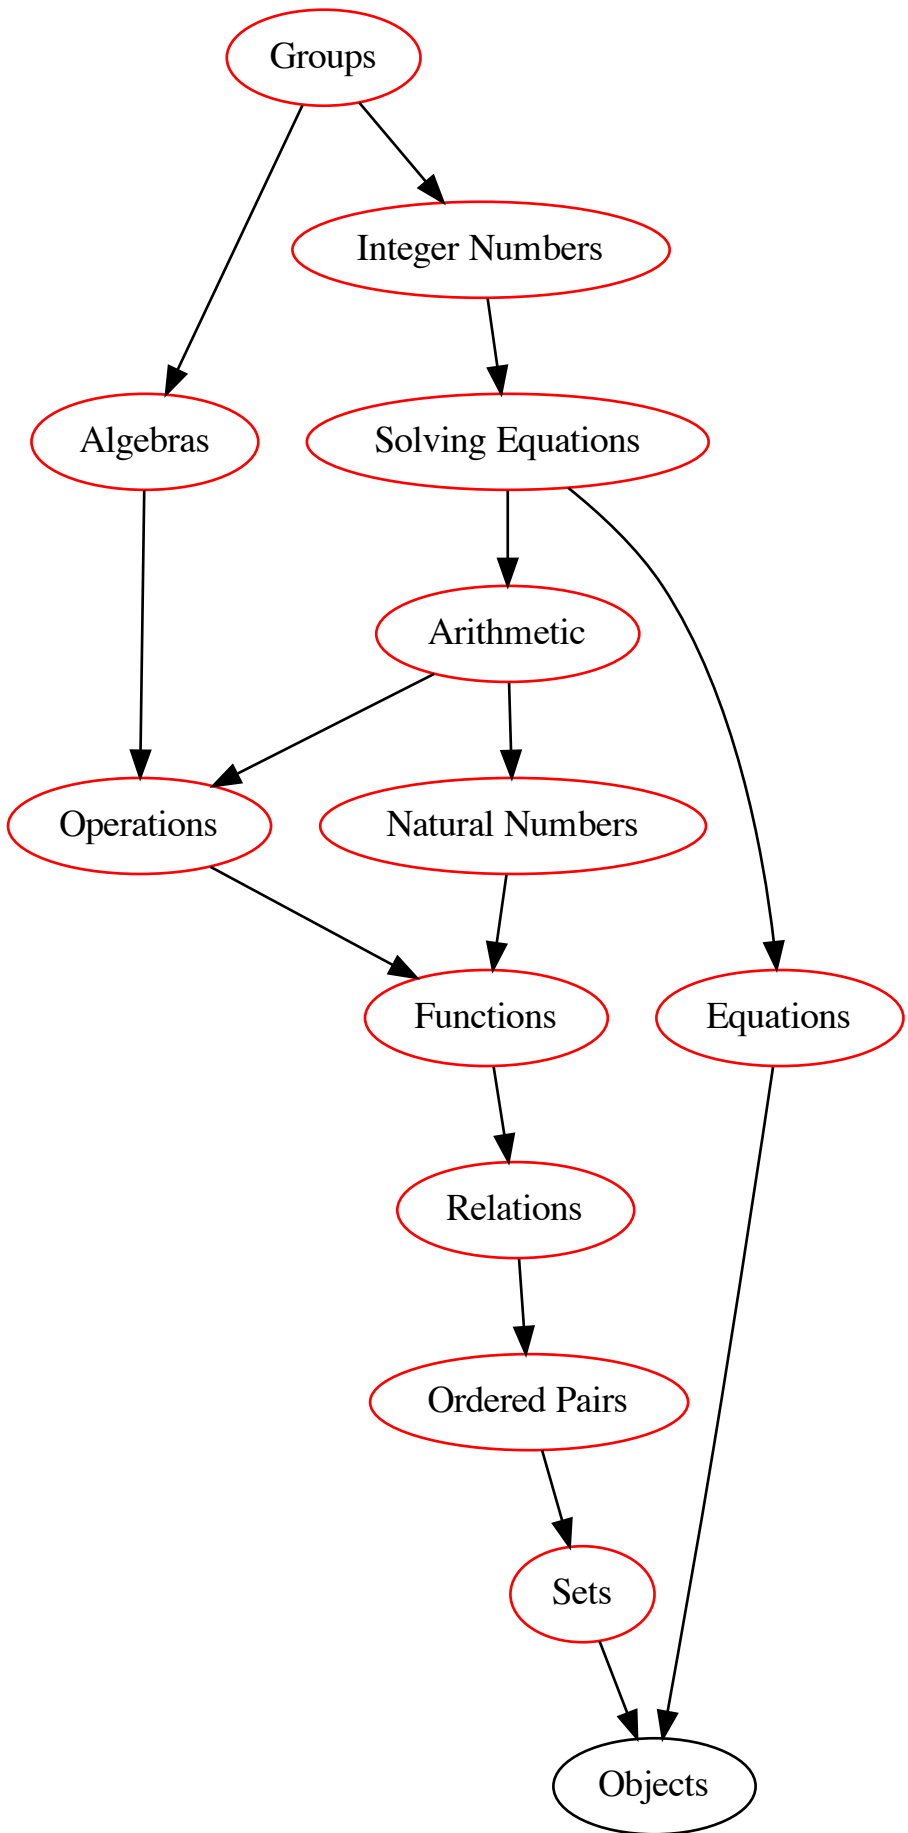 Groups
Integer Numbers
Algebras
Solving Equations
Arithmetic
Operations
Natural Numbers
Functions
Equations
Relations
Ordered Pairs
Sets
Objects